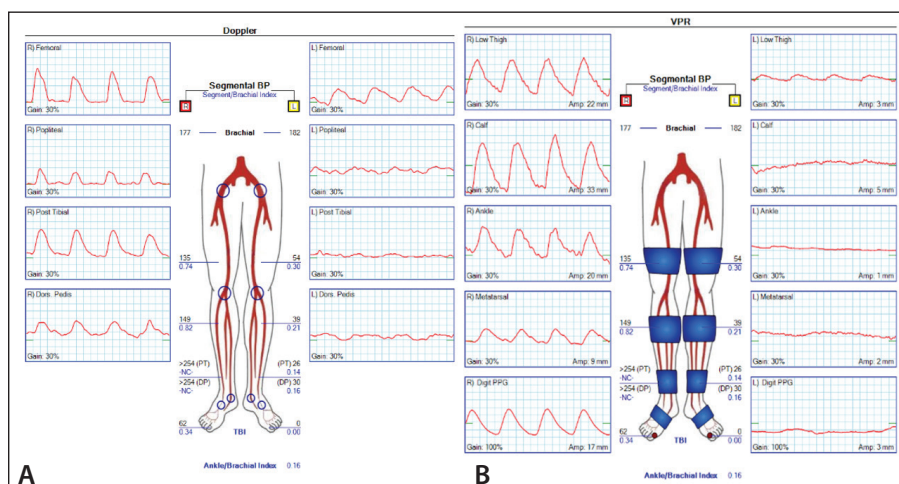 Doppler
R) Femoral
Gain: 30%
R) Popliteal
Gain: 30%
R) Post Tibial
Gain: 30%
R) Dors. Pedis
Gain: 30%
Segmental BP
Segment/Brachial Index
R
L
177 Brachial 182
135
0.74
54
0.30
149
0.82
39
0.21
>254 (PT)
-NC-
(PT) 26
0.14
>254 (DP)
-NC-
(DP) 30
0.16
62
0.34
TBI
0
0.00
Ankle/Brachial Index 0.16
L) Femoral
Gain: 30%
L) Popliteal
Gain: 30%
L) Post Tibial
Gain: 30%
L) Dors. Pedis
Gain: 30%
A
VPR
R) Low Thigh
Gain: 30% Amp: 22 mm
R) Calf
Gain: 30% Amp: 33 mm
R) Ankle
Gain: 30% Amp: 20 mm
R) Metatarsal
Gain: 30% Amp: 9 mm
R) Digit PPG
Gain: 100% Amp: 17 mm
Segmental BP
Segment/Brachial Index
R
L
177 Brachial 182
135
0.74
54
0.30
149
0.82
39
0.21
>254 (PT)
-NC-
(PT) 26
0.14
>254 (DP)
-NC-
(DP) 30
0.16
62
0.34
TBI
0
0.00
Ankle/Brachial Index 0.16
L) Low Thigh
Gain: 30% Amp: 3 mm
L) Calf
Gain: 30% Amp: 5 mm
L) Ankle
Gain: 30% Amp: 1 mm
L) Metatarsal
Gain: 30% Amp: 2 mm
L) Digit PPG
Gain: 100% Amp: 3 mm
B